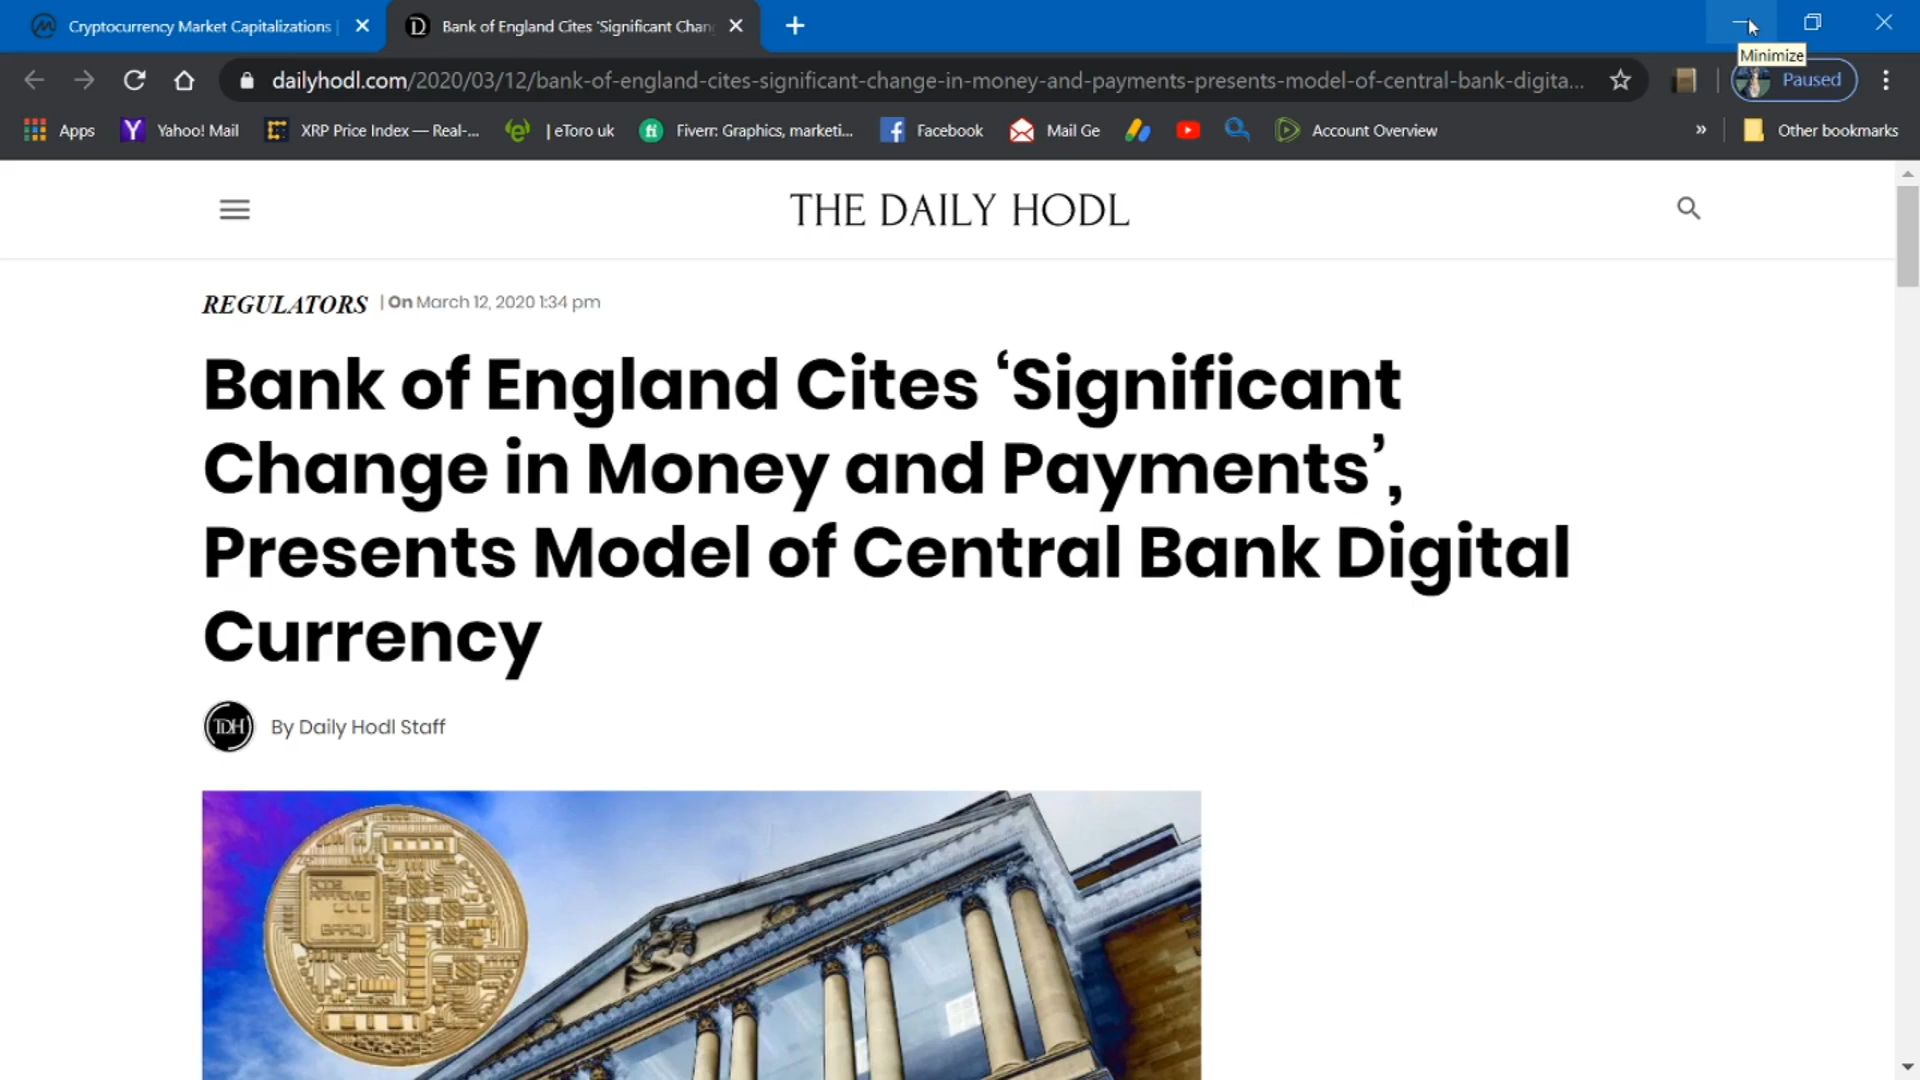 Cryptocurrency Market Capitalizations |
Bank of England Cites ‘Significant Chan
Minimize
dailyhodl.com/2020/03/12/bank-of-england-cites-significant-change-in-money-and-payments-presents-model-of-central-bank-digita...
Paused
Apps
Yahoo! Mail
XRP Price Index — Real-...
| eToro uk
Fiverr: Graphics, marketi...
Facebook
Mail Ge
Account Overview
»
Other bookmarks
THE DAILY HODL
REGULATORS | On March 12, 2020 1:34 pm
Bank of England Cites ‘Significant
Change in Money and Payments’,
Presents Model of Central Bank Digital
Currency
TDH
By Daily Hodl Staff